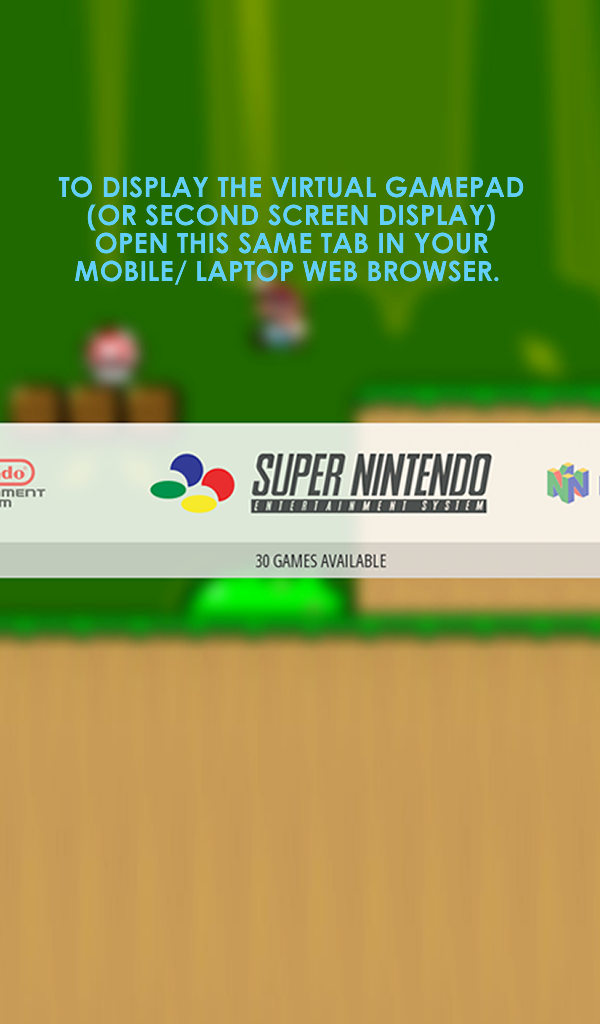 TO DISPLAY THE VIRTUAL GAMEPAD
(OR SECOND SCREEN DISPLAY)
OPEN THIS SAME TAB IN YOUR
MOBILE/ LAPTOP WEB BROWSER.
SUPER NINTENDO
ENTERTAINMENT SYSTEM
30 GAMES AVAILABLE